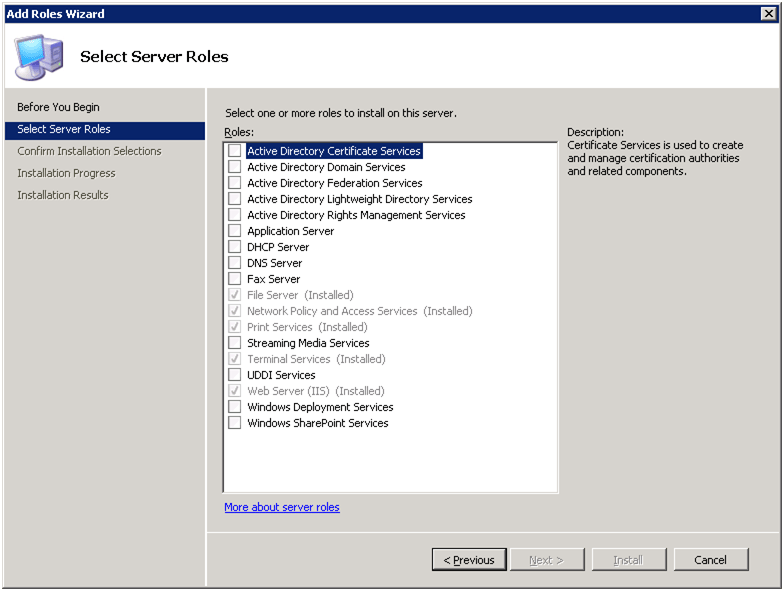 Add Roles Wizard
Select Server Roles
Before You Begin
Select Server Roles
Confirm Installation Selections
Installation Progress
Installation Results
Select one or more roles to install on this server.
Roles:
Active Directory Certificate Services
Active Directory Domain Services
Active Directory Federation Services
Active Directory Lightweight Directory Services
Active Directory Rights Management Services
Application Server
DHCP Server
DNS Server
Fax Server
File Server (Installed)
Network Policy and Access Services (Installed)
Print Services (Installed)
Streaming Media Services
Terminal Services (Installed)
UDDI Services
Web Server (IIS) (Installed)
Windows Deployment Services
Windows SharePoint Services
More about server roles
Description:
Certificate Services is used to create
and manage certification authorities
and related components.
< Previous
Next >
Install
Cancel